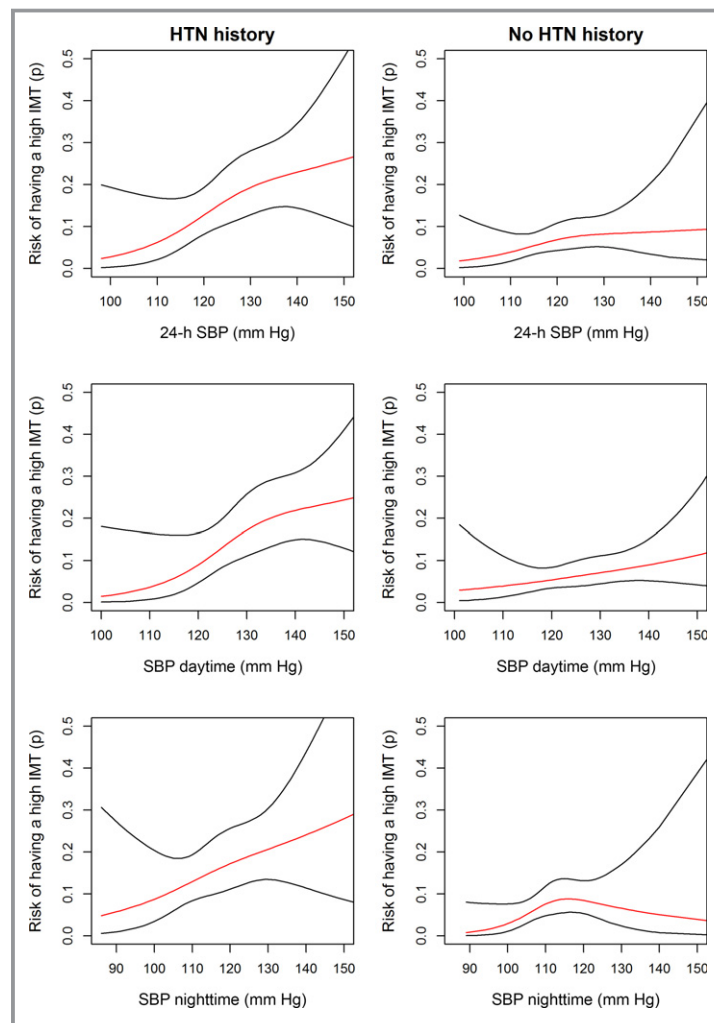 HTN history
No HTN history
Risk of having a high IMT (p)
0.5
0.4
0.3
0.2
0.1
0.0
100 110 120 130 140 150
24-h SBP (mm Hg)
Risk of having a high IMT (p)
0.5
0.4
0.3
0.2
0.1
0.0
100 110 120 130 140 150
24-h SBP (mm Hg)
Risk of having a high IMT (p)
0.5
0.4
0.3
0.2
0.1
0.0
100 110 120 130 140 150
SBP daytime (mm Hg)
Risk of having a high IMT (p)
0.5
0.4
0.3
0.2
0.1
0.0
100 110 120 130 140 150
SBP daytime (mm Hg)
Risk of having a high IMT (p)
0.5
0.4
0.3
0.2
0.1
0.0
90 100 110 120 130 140 150
SBP nighttime (mm Hg)
Risk of having a high IMT (p)
0.5
0.4
0.3
0.2
0.1
0.0
90 100 110 120 130 140 150
SBP nighttime (mm Hg)